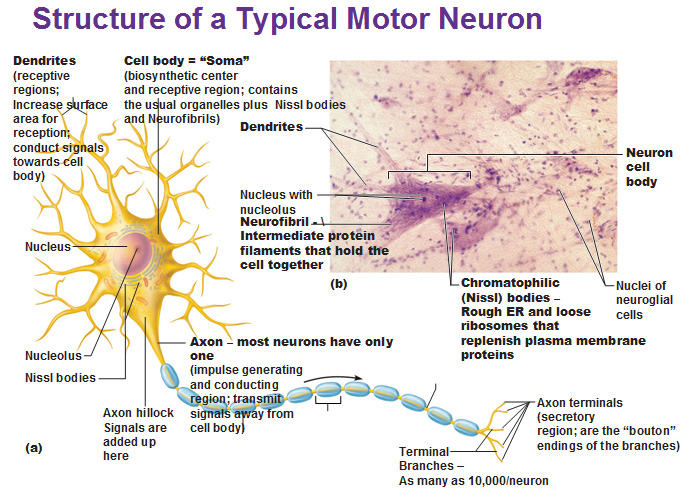 Structure of a Typical Motor Neuron
Dendrites
(receptive
regions;
Increase surface
area for
reception;
conduct signals
towards cell
body)
Cell body = “Soma”
(biosynthetic center
and receptive region; contains
the usual organelles plus Nissl bodies
and Neurofibrils)
Dendrites
Neuron
cell
body
Nucleus with
nucleolus
Neurofibril - \
Intermediate protein
filaments that hold the
cell together
Nucleus
(b)
Chromatophilic
(Nissl) bodies –
Rough ER and loose
ribosomes that
replenish plasma membrane
proteins
Nuclei of
neuroglial
cells
Axon – most neurons have only
one
(impulse generating
and conducting
region; transmit
signals away from
cell body)
Nucleolus
Nissl bodies
Axon hillock
Signals are
added up
here
(a)
Axon terminals
(secretory
region; are the “bouton”
endings of the branches)
Terminal
Branches –
As many as 10,000/neuron